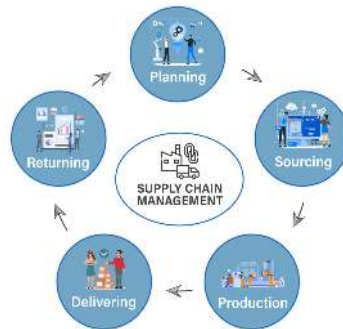 Planning
Sourcing
Production
Delivering
Returning
SUPPLY CHAIN
MANAGEMENT